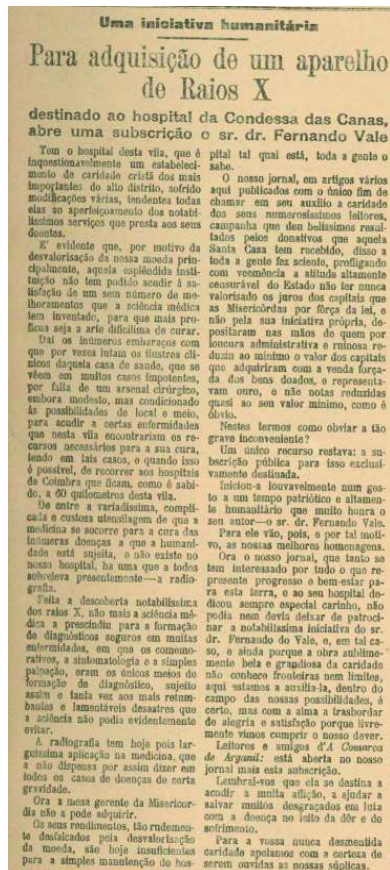 Uma iniciativa humanitária
Para adquisição de um aparelho
de Raios X
destinado ao hospital da Condessa das Canas,
abre uma subscrição o sr. dr. Fernando Vale
Tem o hospital desta vila, que é
inquestionavelmente um estabeleci-
mento de caridade cristã dos mais
importantes do alto distrito, sofrido
modificações várias, tendentes todas
elas ao aperfeiçoamento dos notabi-
lissimos serviços que presta aos seus
doentes.
E' evidente que, por motivo da
desvalorisação da nossa moeda prin-
cipalmente, aquela esplêndida insti-
tuição não tem podido acudir á sa-
tisfação de um sem número de me-
lhoramentos que a sciência médica
tem inventado, para que mais pro-
ficua seja a arte dificilima de curar.
Daí os inúmeros embaraços com
que por vezes lutam os ilustres cli-
nicos daquela casa de saude, que se
vêem em muitos casos impotentes,
por falta de um arsenal cirúrgico,
embora modesto, mas condicionado
ás possibilidades de local e meio,
para acudir a certas enfermidades
que nesta vila encontrariam os re-
cursos necessários para a sua cura,
tendo em tais casos, e quando isso
é possivel, de recorrer aos hospitais
de Coimbra que ficam, como é sabi-
do, a 60 quilometros desta vila.
De entre a variadissima, compli-
cada e custosa utensilagem de que a
medicina se socorre para a cura das
inúmeras doenças a que a humani-
dade está sujeita, e não existe no
nosso hospital, ha uma que a todos
sobreleva presentemente—a radio-
grafia.
Feita a descoberta notabilissima
dos raios X, não mais a sciência mé-
dica a prescindiu para a formação
de diagnósticos seguros em muitas
enfermidades, em que os comemo-
rativos, a sintomatologia e a simples
palpação, eram os únicos meios de
formação de diagnóstico, sujeito
assim e tanta vez aos mais retum-
bantes e lamentáveis desastres que
a sciência não podia evidentemente
evitar.
A radiografia tem hoje pois lar-
guissima aplicação na medicina, que
a não dispensa por assim dizer em
todos os casos de doenças de certa
gravidade.
Ora a mesa gerente da Misericor-
dia não a pode adquirir.
Os seus rendimentos, tão rudemen-
te desfalcados pela desvalorisação
da moeda, são hoje insuficientes
para a simples manutenção do hos-
pital tal qual está, toda a gente o
sabe.
O nosso jornal, em artigos vários
aqui publicados com o único fim de
chamar em seu auxilio a caridade
dos seus numerosissimos leitores,
campanha que deu belissimos resul-
tados pelos donativos que aquela
Santa Casa tem recebido, disso a
toda a gente fez sciente, profligando
com veemência a atitude altamente
censurável do Estado não ter nunca
valorisado os juros dos capitais que
as Misericórdias por fôrça da lei, e
não pela sua iniciativa própria, de-
positaram nas mãos de quem por
loucura administrativa e ruinosa re-
duziu ao minimo o valor dos capitais
que adquiriram com a venda força-
da dos bens doados, e representa-
vam ouro, e não notas reduzidas
quasi ao seu valor minimo, como é
óbvio.
Nestes termos como obviar a tão
grave inconveniente?
Um único recurso restava: a su-
bscrição pública para isso exclusi-
vamente destinada.
Iniciou-a louvavelmente num ges-
to a um tempo patriótico e altamen-
te humanitário que muito honra o
seu autor—o sr. dr. Fernando Vale.
Para ele vão, pois, e por tal moti-
vo, as nossas melhores homenagens.
Ora o nosso jornal, que tanto se
tem interessado por tudo o que re-
presente progresso e bem-estar pa-
ra esta terra, e ao seu hospital de-
dicou sempre especial carinho, não
podia nem devia deixar de patroci-
nar a notabilissima iniciativa do sr.
dr. Fernando do Vale, e, em tal ca-
so, e ainda porque a obra sublime-
mente bela e grandiosa da caridade
não conhece fronteiras nem limites,
aqui estamos a auxilia-la, dentro do
campo das nossas possibilidades, é
certo, mas com a alma a trasbordar
de alegria e satisfação porque livre-
mente vimos cumprir o nosso dever.
Leitores e amigos d'A Comarca
de Arganil: está aberta no nosso
jornal mais esta subscrição.
Lembrai-vos que ela se destina a
acudir a muita aflição, a ajudar a
salvar muitos desgraçados em luta
com a doença no leito da dôr e do
sofrimento.
Para a vossa nunca desmentida
caridade apelamos com a certeza de
serem ouvidas as nossas súplicas.